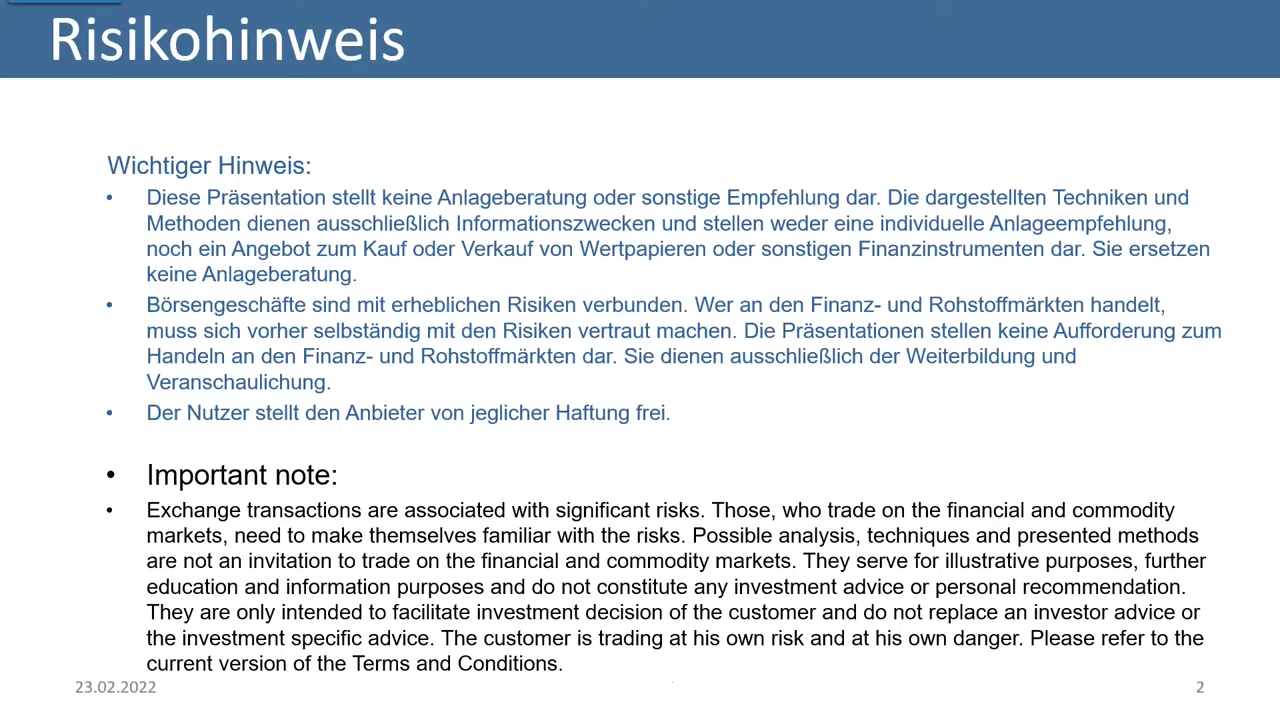 Risikohinweis
Wichtiger Hinweis:
• Diese Präsentation stellt keine Anlageberatung oder sonstige Empfehlung dar. Die dargestellten Techniken und
Methoden dienen ausschließlich Informationszwecken und stellen weder eine individuelle Anlageempfehlung,
noch ein Angebot zum Kauf oder Verkauf von Wertpapieren oder sonstigen Finanzinstrumenten dar. Sie ersetzen
keine Anlageberatung.
• Börsengeschäfte sind mit erheblichen Risiken verbunden. Wer an den Finanz- und Rohstoffmärkten handelt,
muss sich vorher selbständig mit den Risiken vertraut machen. Die Präsentationen stellen keine Aufforderung zum
Handeln an den Finanz- und Rohstoffmärkten dar. Sie dienen ausschließlich der Weiterbildung und
Veranschaulichung.
• Der Nutzer stellt den Anbieter von jeglicher Haftung frei.
• Important note:
• Exchange transactions are associated with significant risks. Those, who trade on the financial and commodity
markets, need to make themselves familiar with the risks. Possible analysis, techniques and presented methods
are not an invitation to trade on the financial and commodity markets. They serve for illustrative purposes, further
education and information purposes and do not constitute any investment advice or personal recommendation.
They are only intended to facilitate investment decision of the customer and do not replace an investor advice or
the investment specific advice. The customer is trading at his own risk and at his own danger. Please refer to the
current version of the Terms and Conditions.
23.02.2022
2